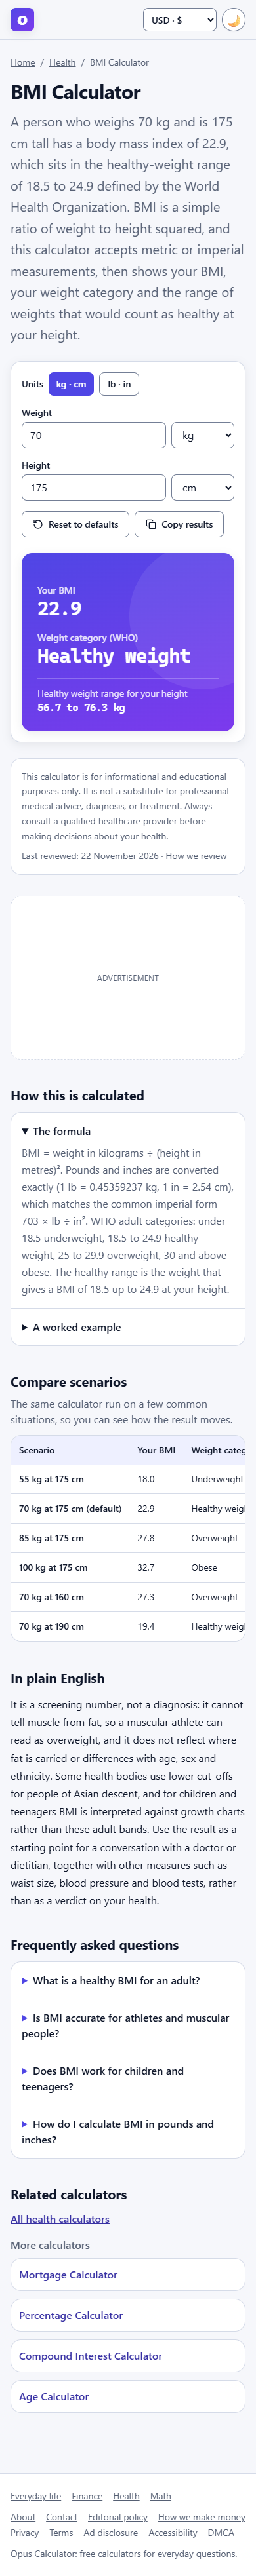 O
USD · $
Home / Health / BMI Calculator
BMI Calculator
A person who weighs 70 kg and is 175
cm tall has a body mass index of 22.9,
which sits in the healthy-weight range
of 18.5 to 24.9 defined by the World
Health Organization. BMI is a simple
ratio of weight to height squared, and
this calculator accepts metric or imperial
measurements, then shows your BMI,
your weight category and the range of
weights that would count as healthy at
your height.
Units kg · cm lb · in
Weight
70 kg
Height
175 cm
Reset to defaults Copy results
Your BMI
22.9
Weight category (WHO)
Healthy weight
Healthy weight range for your height
56.7 to 76.3 kg
This calculator is for informational and educational
purposes only. It is not a substitute for professional
medical advice, diagnosis, or treatment. Always
consult a qualified healthcare provider before
making decisions about your health.
Last reviewed: 22 November 2026 · How we review
ADVERTISEMENT
How this is calculated
▼ The formula
BMI = weight in kilograms ÷ (height in
metres)². Pounds and inches are converted
exactly (1 lb = 0.45359237 kg, 1 in = 2.54 cm),
which matches the common imperial form
703 × lb ÷ in². WHO adult categories: under
18.5 underweight, 18.5 to 24.9 healthy
weight, 25 to 29.9 overweight, 30 and above
obese. The healthy range is the weight that
gives a BMI of 18.5 up to 24.9 at your height.
▶ A worked example
Compare scenarios
The same calculator run on a few common
situations, so you can see how the result moves.
Scenario Your BMI Weight categ
55 kg at 175 cm 18.0 Underweight
70 kg at 175 cm (default) 22.9 Healthy weigh
85 kg at 175 cm 27.8 Overweight
100 kg at 175 cm 32.7 Obese
70 kg at 160 cm 27.3 Overweight
70 kg at 190 cm 19.4 Healthy weigh
In plain English
It is a screening number, not a diagnosis: it cannot
tell muscle from fat, so a muscular athlete can
read as overweight, and it does not reflect where
fat is carried or differences with age, sex and
ethnicity. Some health bodies use lower cut-offs
for people of Asian descent, and for children and
teenagers BMI is interpreted against growth charts
rather than these adult bands. Use the result as a
starting point for a conversation with a doctor or
dietitian, together with other measures such as
waist size, blood pressure and blood tests, rather
than as a verdict on your health.
Frequently asked questions
▶ What is a healthy BMI for an adult?
▶ Is BMI accurate for athletes and muscular
people?
▶ Does BMI work for children and
teenagers?
▶ How do I calculate BMI in pounds and
inches?
Related calculators
All health calculators
More calculators
Mortgage Calculator
Percentage Calculator
Compound Interest Calculator
Age Calculator
Everyday life Finance Health Math
About Contact Editorial policy How we make money
Privacy Terms Ad disclosure Accessibility DMCA
Opus Calculator: free calculators for everyday questions.